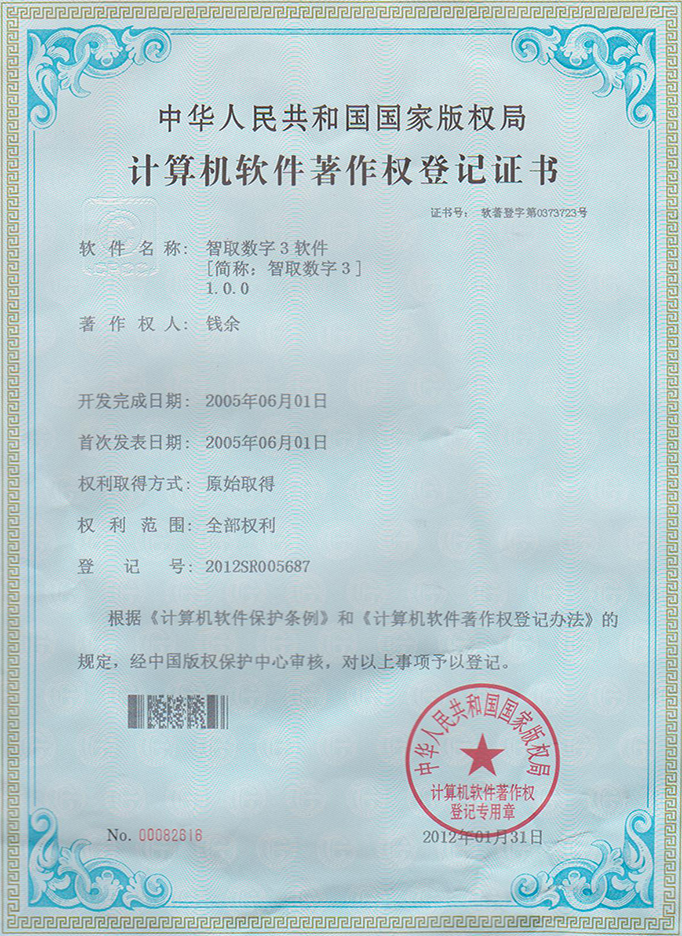 中华人民共和国国家版权局
计算机软件著作权登记证书
证书号： 软著登字第0373723号
软件名称： 智取数字3软件
[简称：智取数字3]
1.0.0
著作权人： 钱余
开发完成日期： 2005年06月01日
首次发表日期： 2005年06月01日
权利取得方式： 原始取得
权利范围： 全部权利
登记号： 2012SR005687
根据《计算机软件保护条例》和《计算机软件著作权登记办法》的
规定，经中国版权保护中心审核，对以上事项予以登记。
中华人民共和国国家版权局
计算机软件著作权
登记专用章
No. 00082616
2012年01月31日